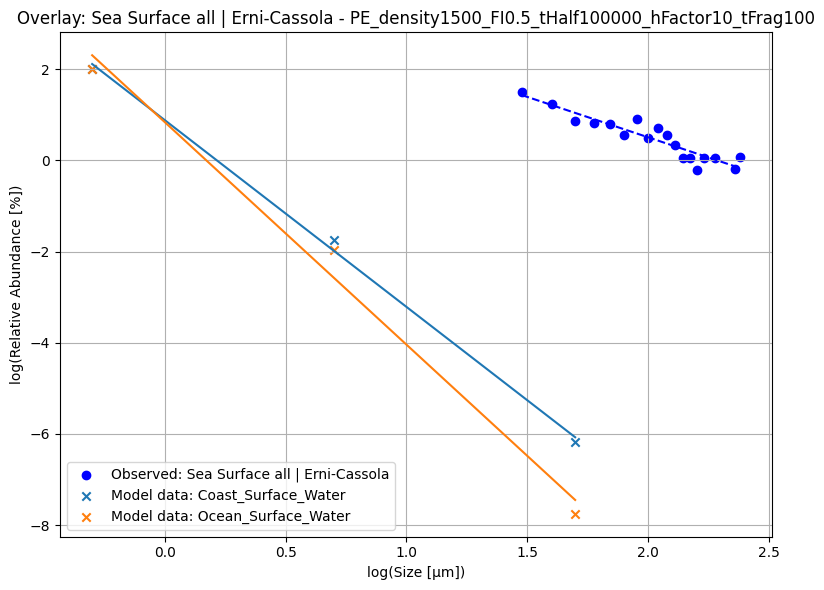 Overlay: Sea Surface all | Erni-Cassola - PE_density1500_FI0.5_tHalf100000_hFactor10_tFrag100
log(Relative Abundance [%])
2
0
−2
−4
−6
−8
Observed: Sea Surface all | Erni-Cassola
Model data: Coast_Surface_Water
Model data: Ocean_Surface_Water
0.0 0.5 1.0 1.5 2.0 2.5
log(Size [μm])